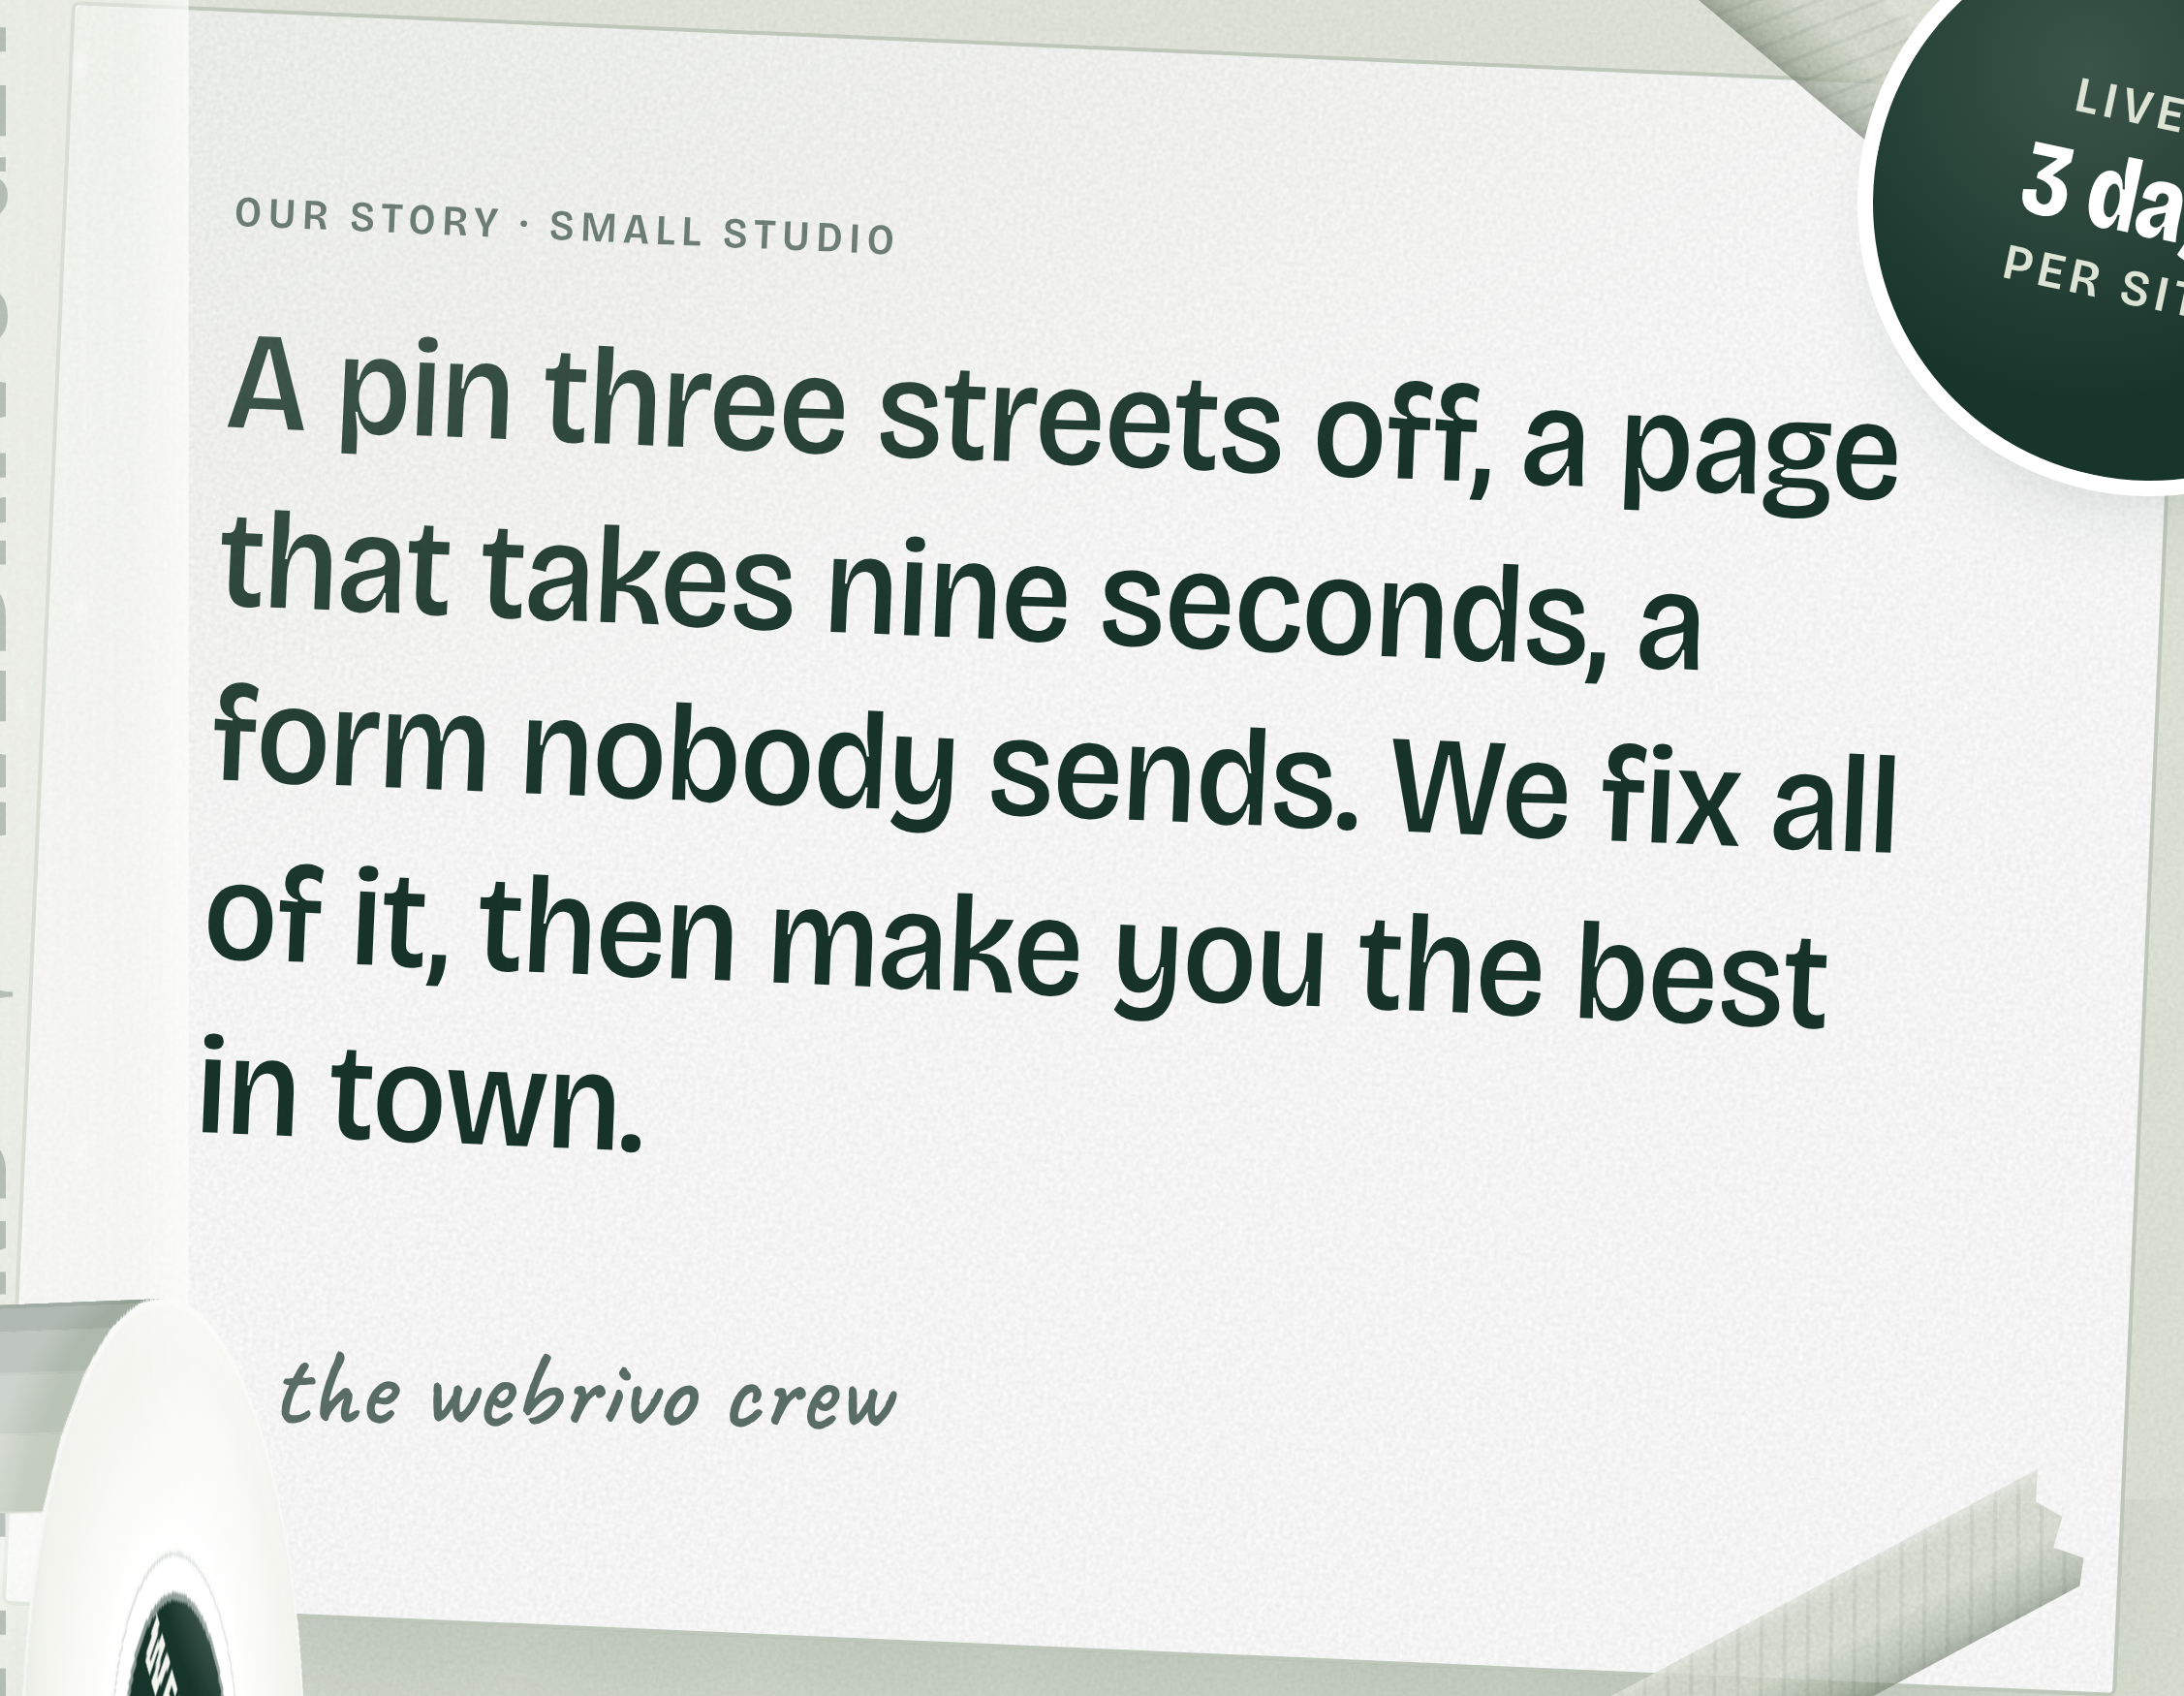 OUR STORY · SMALL STUDIO
A pin three streets off, a page
that takes nine seconds, a
form nobody sends. We fix all
of it, then make you the best
in town.
the webrivo crew
LIVE
3 da
PER SI